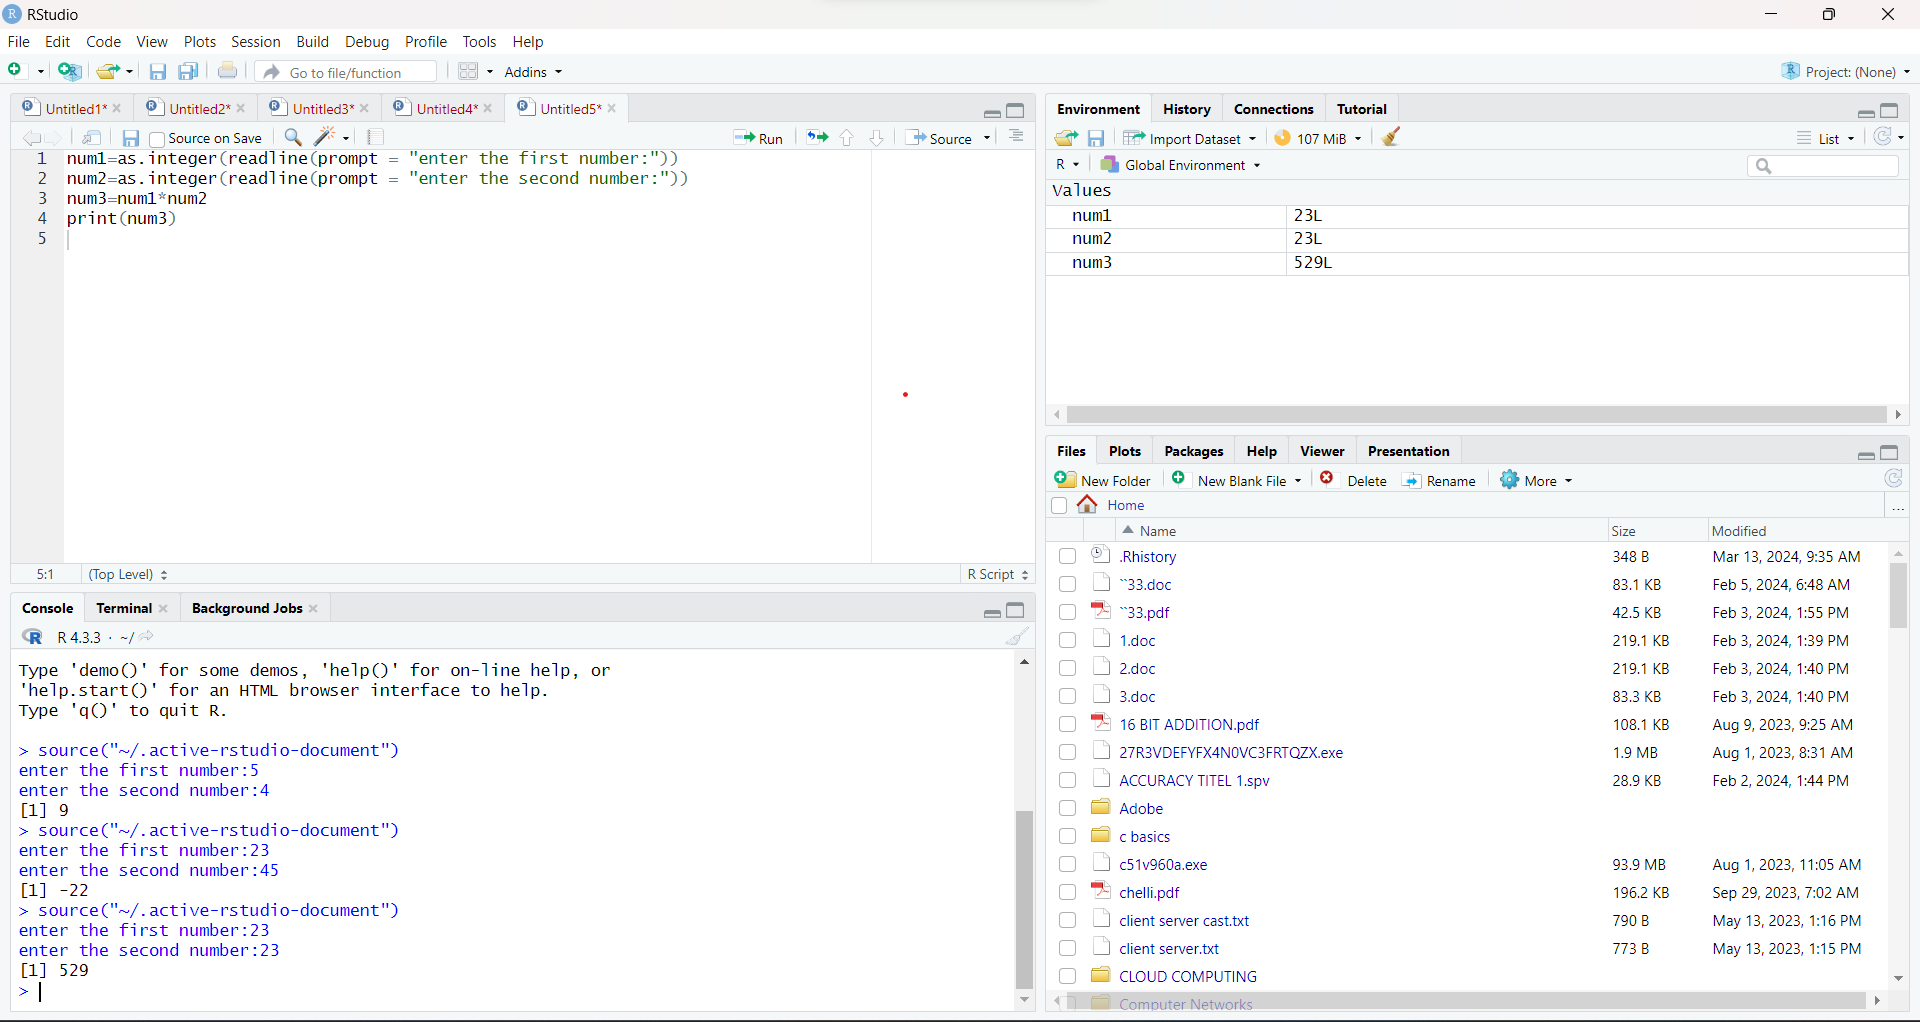 RStudio
File Edit Code View Plots Session Build Debug Profile Tools Help
Go to file/function Addins Project: (None)
Untitled1* Untitled2* Untitled3* Untitled4* Untitled5*
Source on Save Run Source
1 num1=as.integer(readline(prompt = "enter the first number:"))
2 num2=as.integer(readline(prompt = "enter the second number:"))
3 num3=num1*num2
4 print(num3)
5
5:1 (Top Level) R Script
Console Terminal Background Jobs
R 4.3.3 · ~/
Type 'demo()' for some demos, 'help()' for on-line help, or
'help.start()' for an HTML browser interface to help.
Type 'q()' to quit R.
> source("~/.active-rstudio-document")
enter the first number:5
enter the second number:4
[1] 9
> source("~/.active-rstudio-document")
enter the first number:23
enter the second number:45
[1] -22
> source("~/.active-rstudio-document")
enter the first number:23
enter the second number:23
[1] 529
>
Environment History Connections Tutorial
Import Dataset 107 MiB List
R Global Environment
Values
num1 23L
num2 23L
num3 529L
Files Plots Packages Help Viewer Presentation
New Folder New Blank File Delete Rename More
Home ...
Name Size Modified
.Rhistory 348 B Mar 13, 2024, 9:35 AM
``33.doc 83.1 KB Feb 5, 2024, 6:48 AM
``33.pdf 42.5 KB Feb 3, 2024, 1:55 PM
1.doc 219.1 KB Feb 3, 2024, 1:39 PM
2.doc 219.1 KB Feb 3, 2024, 1:40 PM
3.doc 83.3 KB Feb 3, 2024, 1:40 PM
16 BIT ADDITION.pdf 108.1 KB Aug 9, 2023, 9:25 AM
27R3VDEFYFX4N0VC3FRTQZX.exe 1.9 MB Aug 1, 2023, 8:31 AM
ACCURACY TITEL 1.spv 28.9 KB Feb 2, 2024, 1:44 PM
Adobe
c basics
c51v960a.exe 93.9 MB Aug 1, 2023, 11:05 AM
chelli.pdf 196.2 KB Sep 29, 2023, 7:02 AM
client server cast.txt 790 B May 13, 2023, 1:16 PM
client server.txt 773 B May 13, 2023, 1:15 PM
CLOUD COMPUTING
Computer Networks